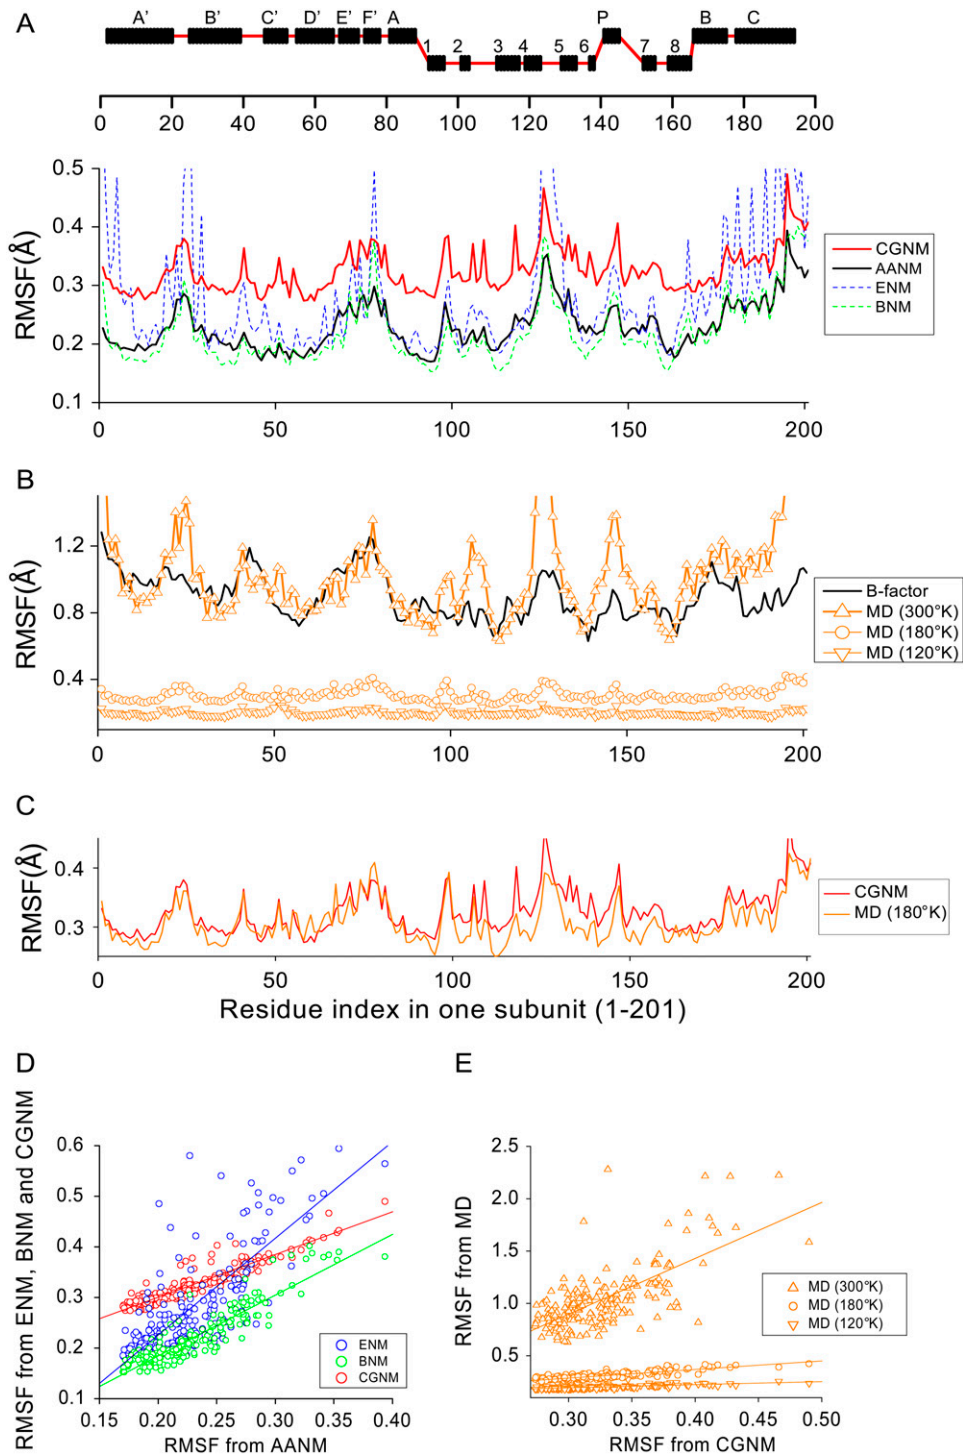 A
A’ B’ C’ D’ E’ F’ A P B C
1 2 3 4 5 6 7 8
0 20 40 60 80 100 120 140 160 180 200
RMSF(Å)
0.5
0.4
0.3
0.2
0.1
0 50 100 150 200
CGNM
AANM
ENM
BNM
B
RMSF(Å)
1.2
0.8
0.4
0 50 100 150 200
B-factor
MD (300°K)
MD (180°K)
MD (120°K)
C
RMSF(Å)
0.4
0.3
0 50 100 150 200
CGNM
MD (180°K)
Residue index in one subunit (1-201)
D
RMSF from ENM, BNM and CGNM
0.6
0.5
0.4
0.3
0.2
0.1
0.15 0.20 0.25 0.30 0.35 0.40
RMSF from AANM
ENM
BNM
CGNM
E
RMSF from MD
2.5
2.0
1.5
1.0
0.5
0.30 0.35 0.40 0.45 0.50
RMSF from CGNM
MD (300°K)
MD (180°K)
MD (120°K)